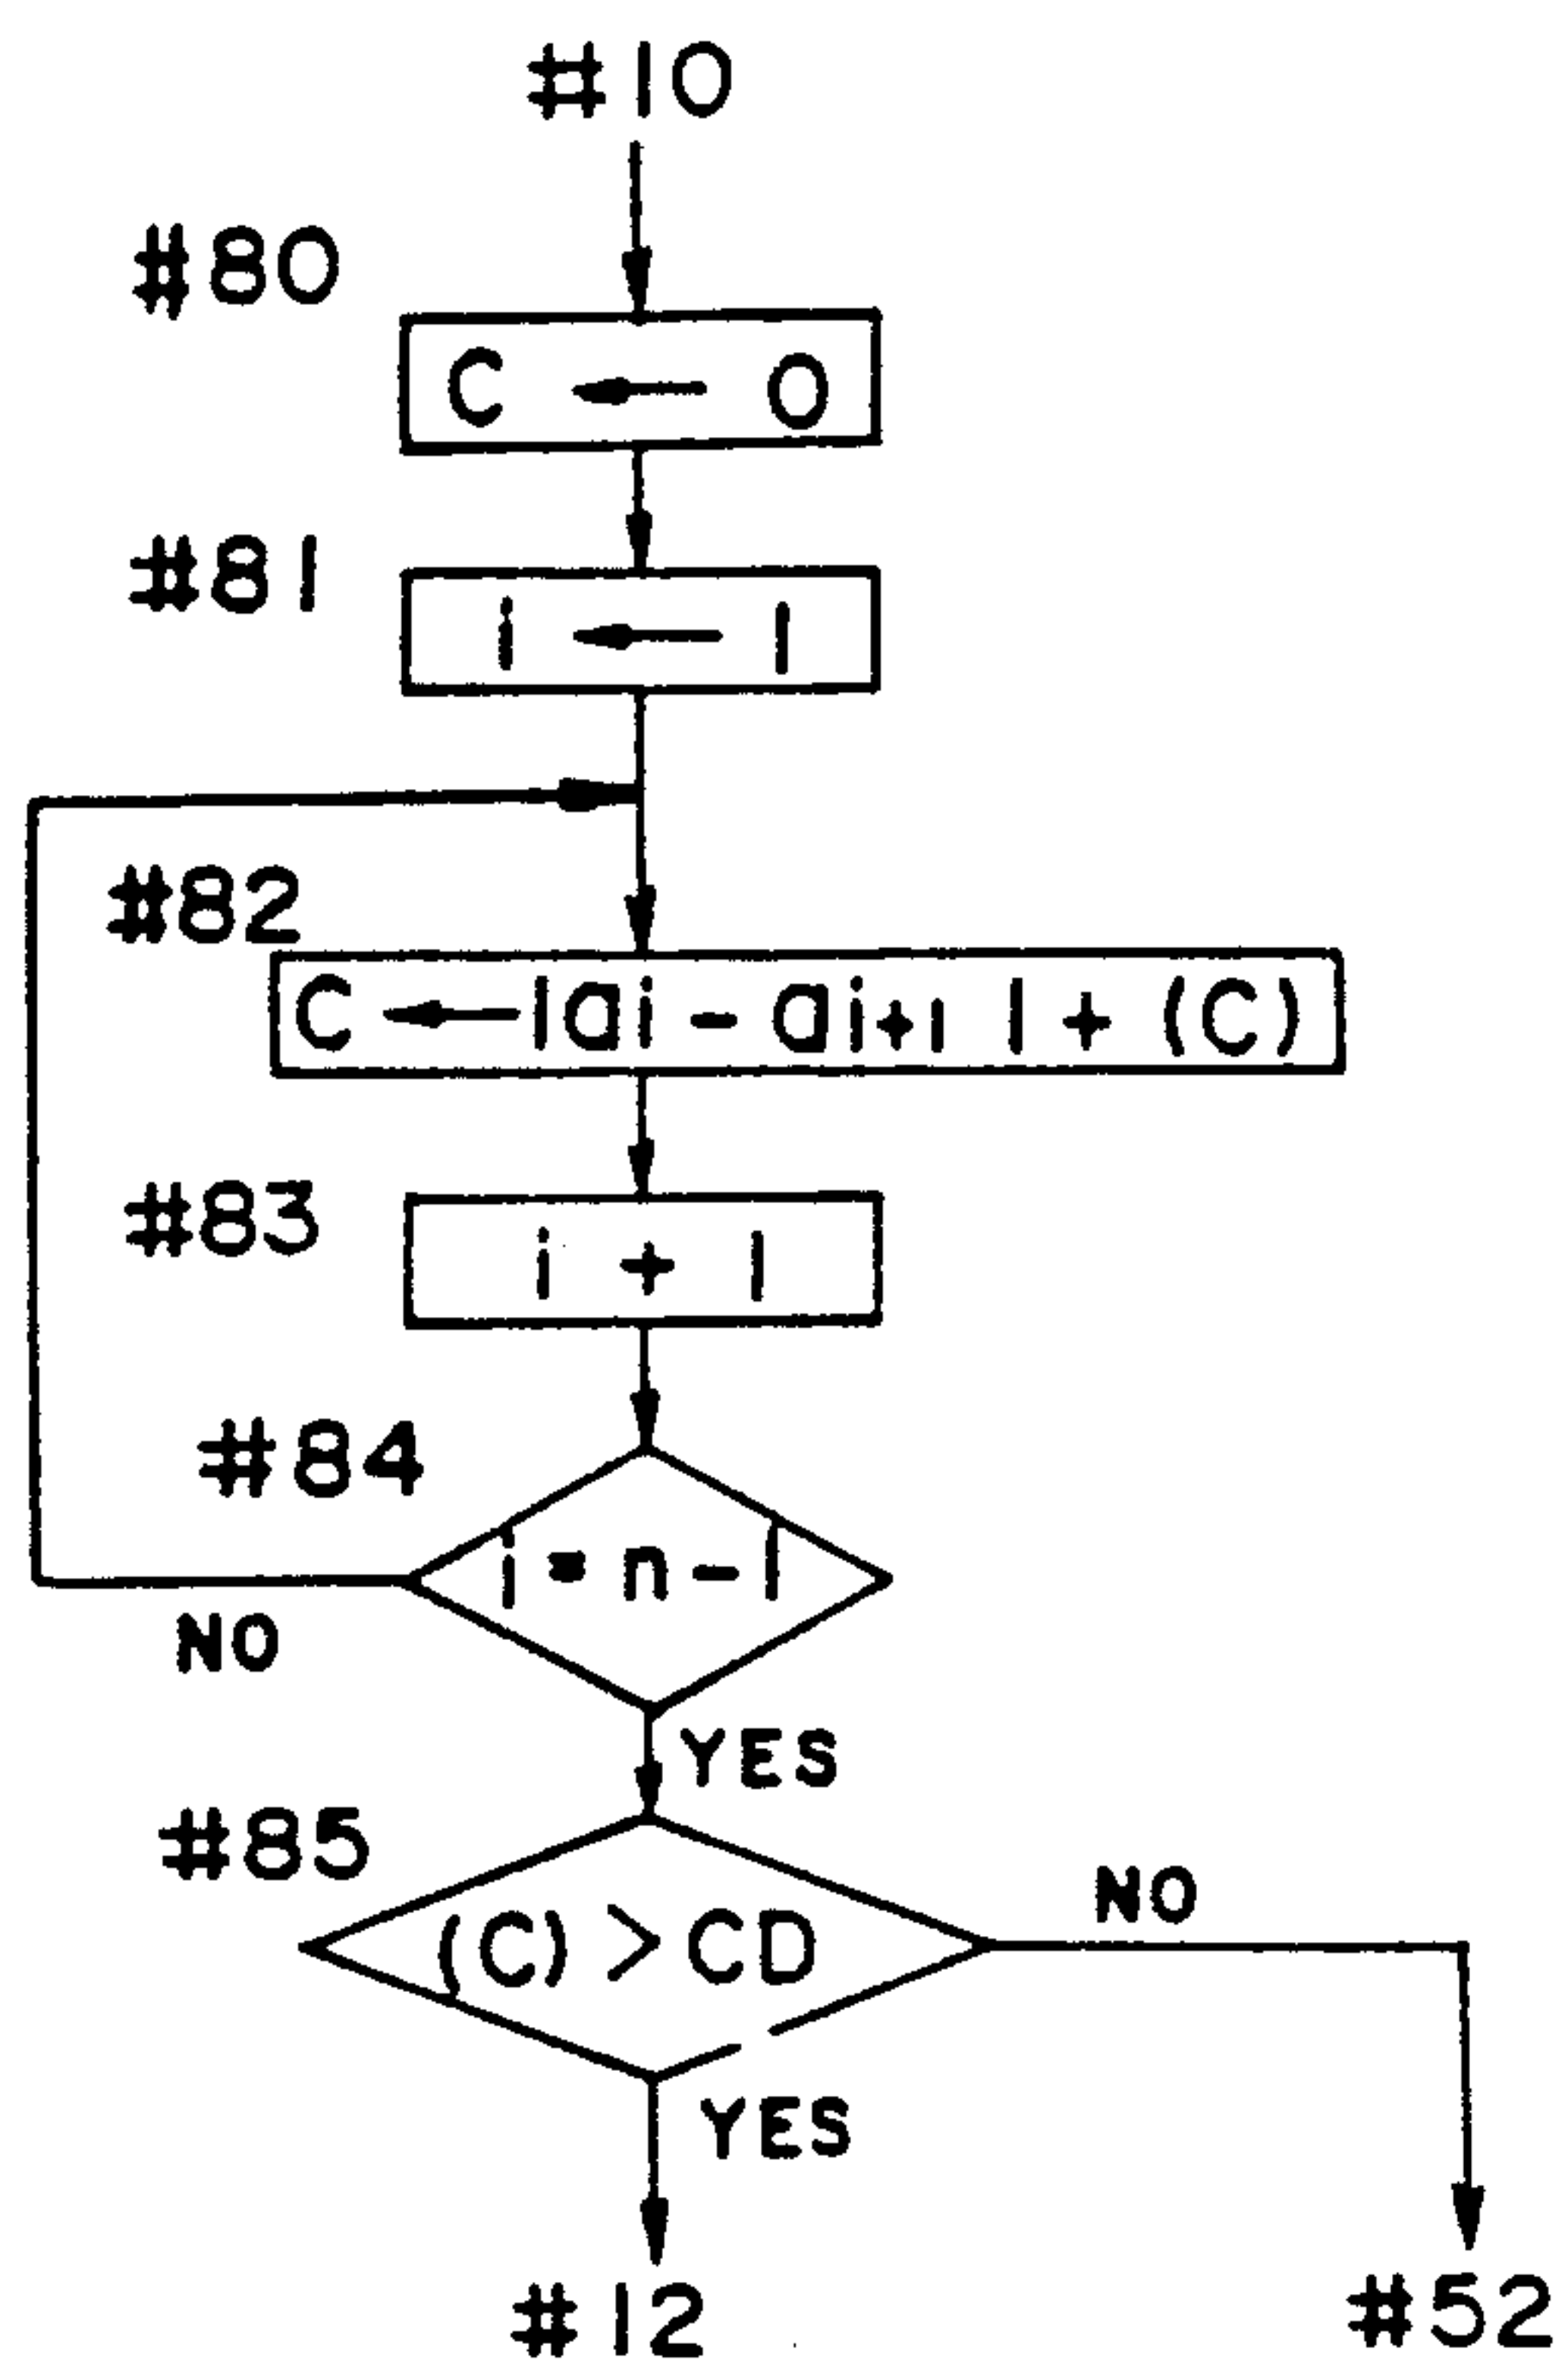 #10
#80
C ← 0
#81
i ← 1
#82
C ← |ai - ai+1| + (C)
#83
i + 1
#84
i = n - 1
NO
YES
#85
(C) > CD
NO
YES
#12
#52